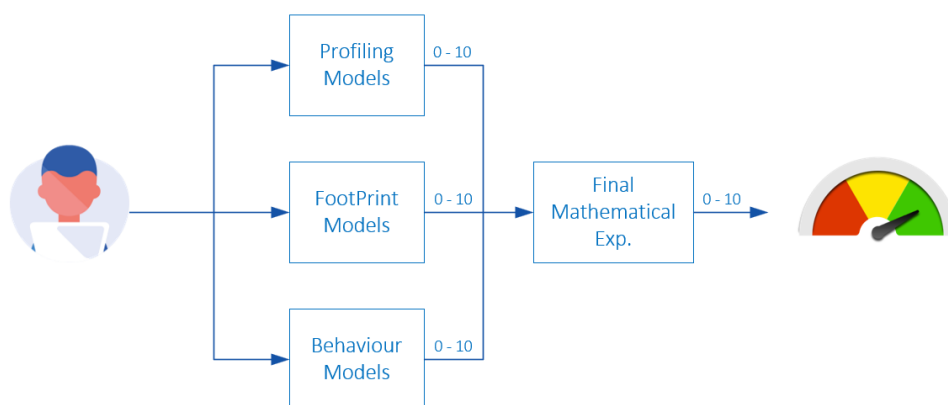 Profiling
Models
0 - 10
FootPrint
Models
0 - 10
Final
Mathematical
Exp.
0 - 10
Behaviour
Models
0 - 10